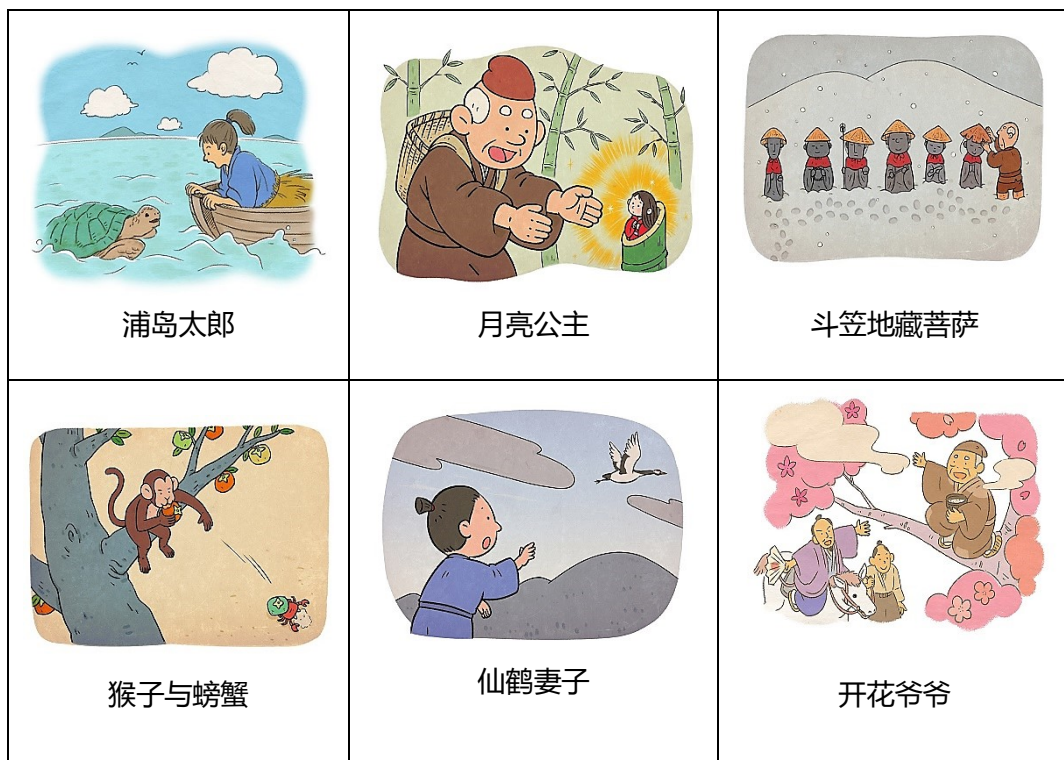 浦岛太郎
月亮公主
斗笠地藏菩萨
猴子与螃蟹
仙鹤妻子
开花爷爷